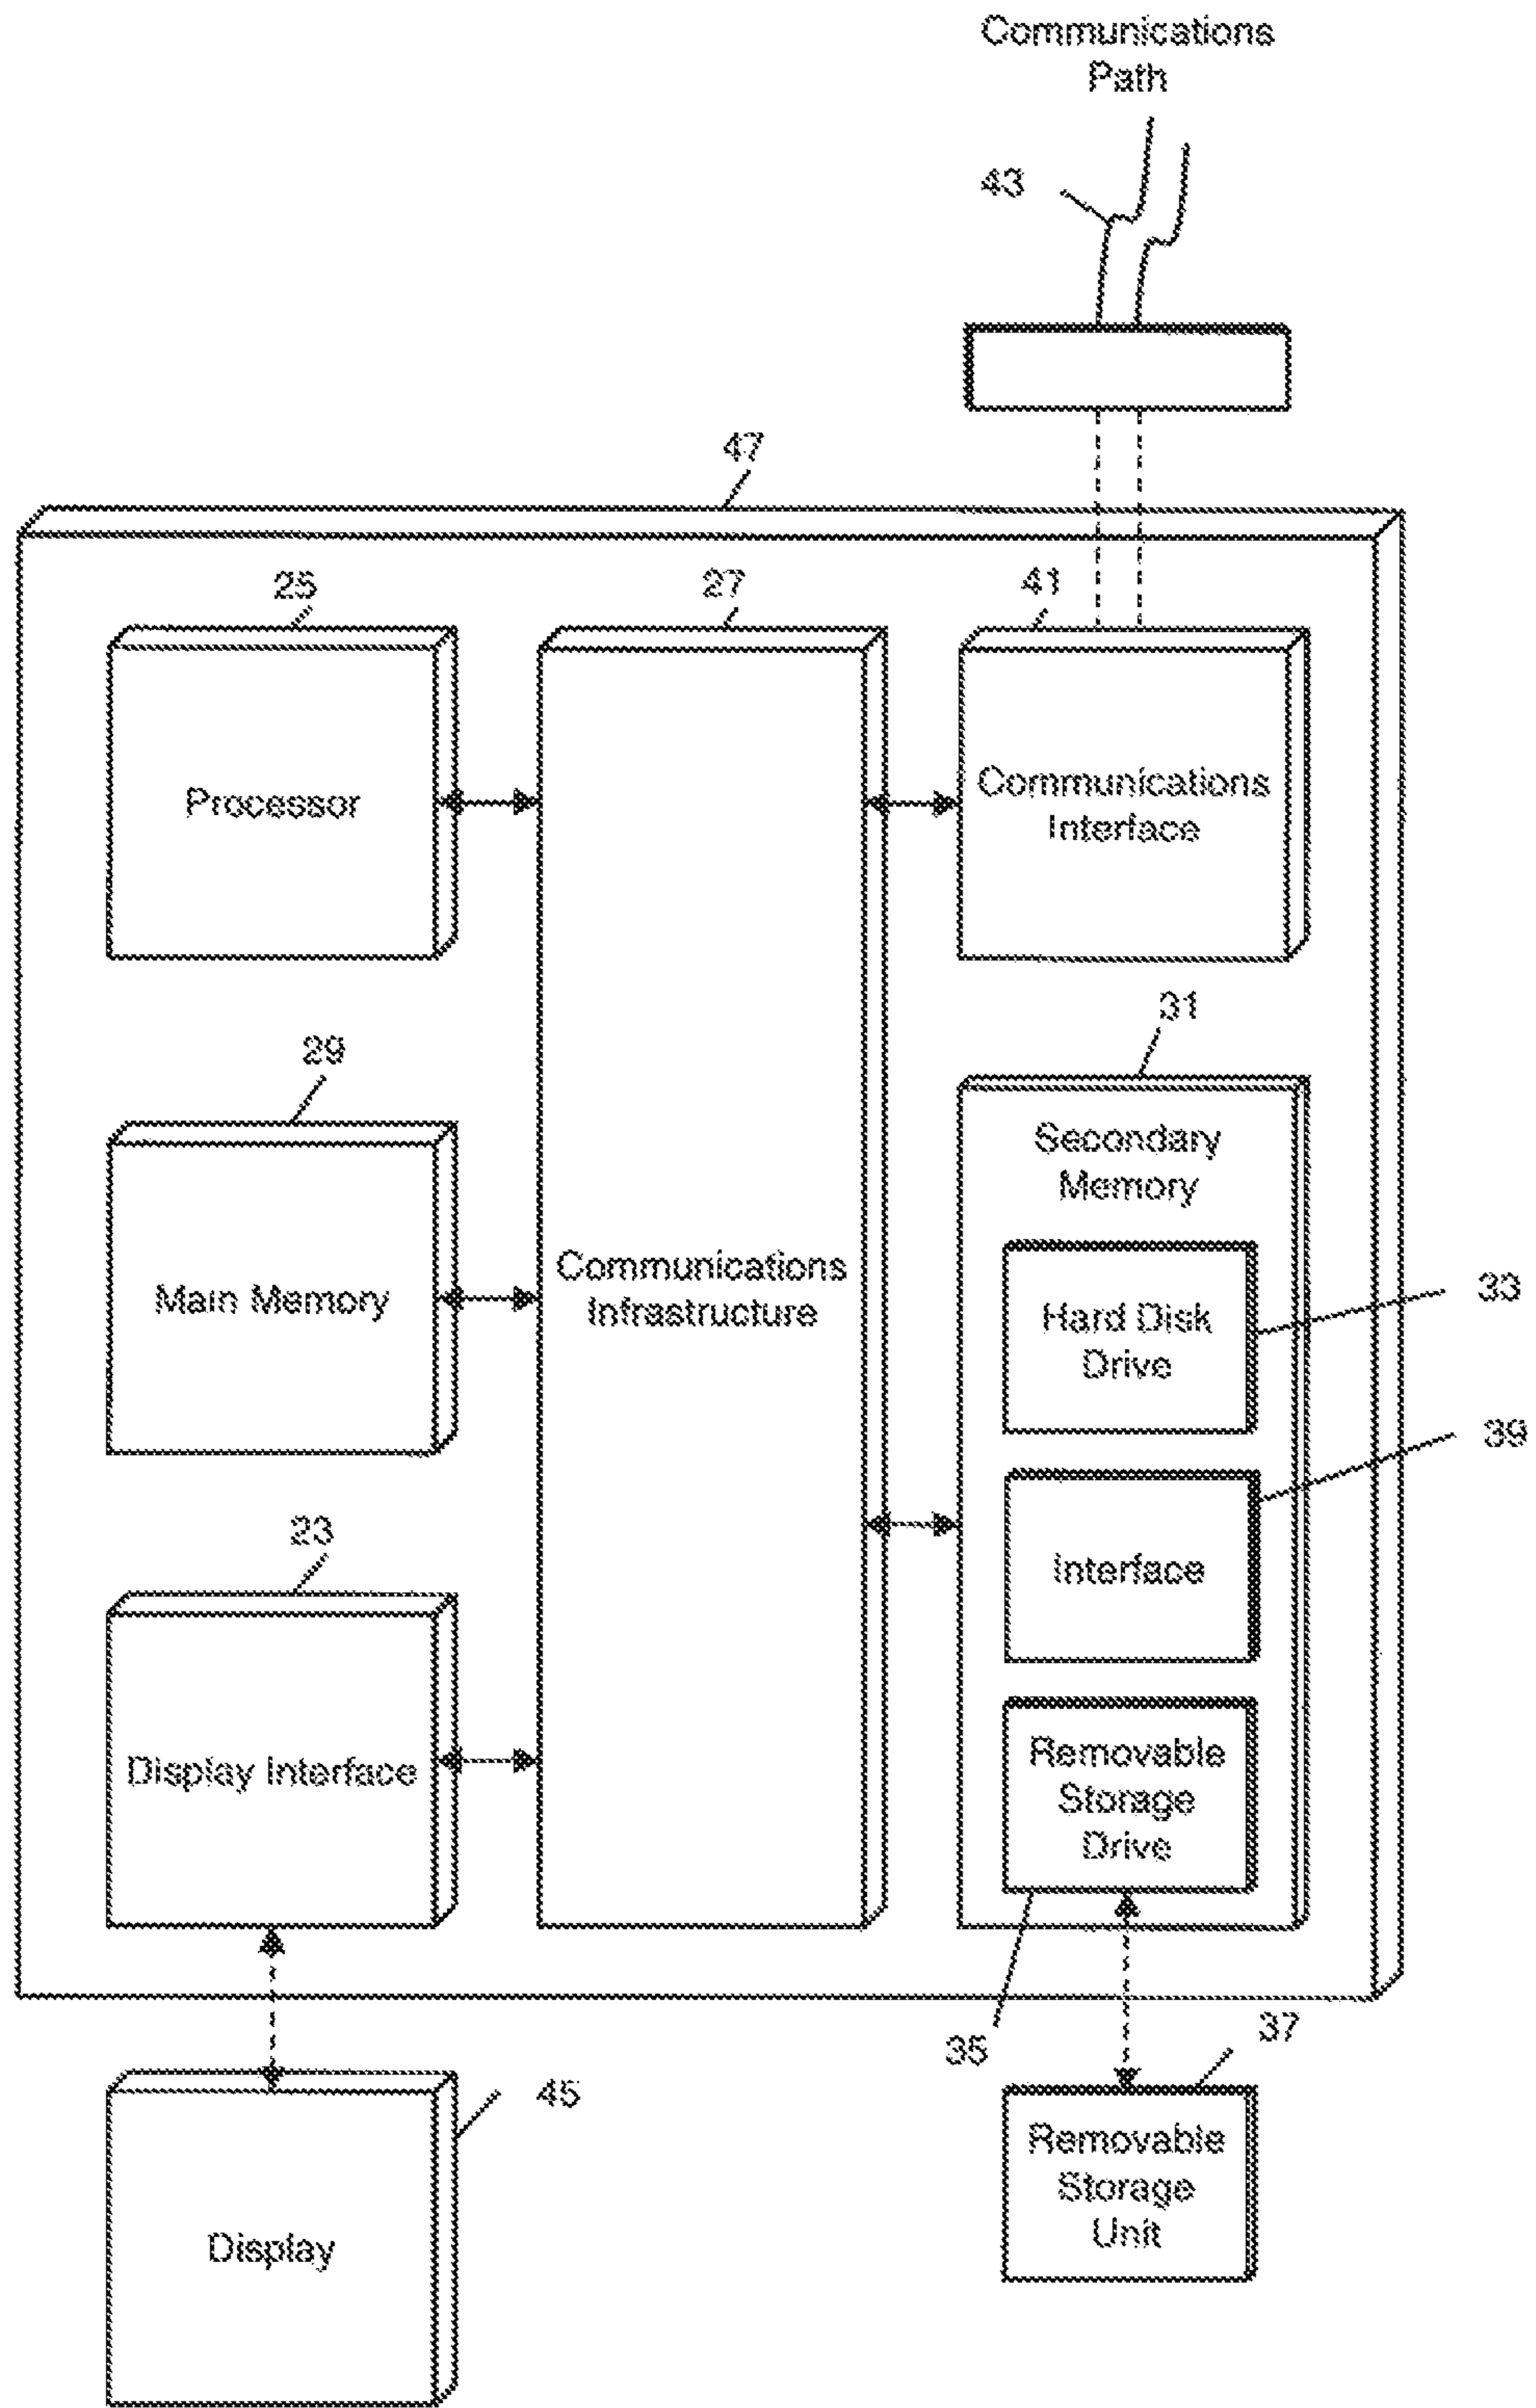 Communications
Path
43
47
25
27
41
Processor
Communications
Interface
29
31
Main Memory
Communications
Infrastructure
Secondary
Memory
Hard Disk
Drive
33
39
Interface
23
Display Interface
Removable
Storage
Drive
35
37
45
Display
Removable
Storage
Unit